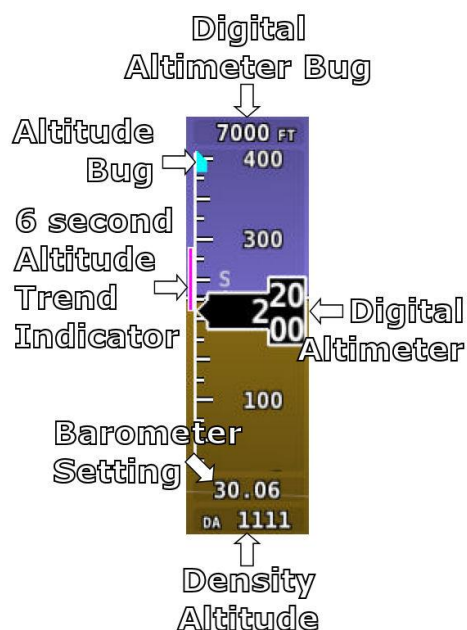 Digital
Altimeter Bug
7000 FT
Altitude
Bug
400
6 second
Altitude
Trend
Indicator
300
S
20
2
00
Digital
Altimeter
100
Barometer
Setting
30.06
DA 1111
Density
Altitude